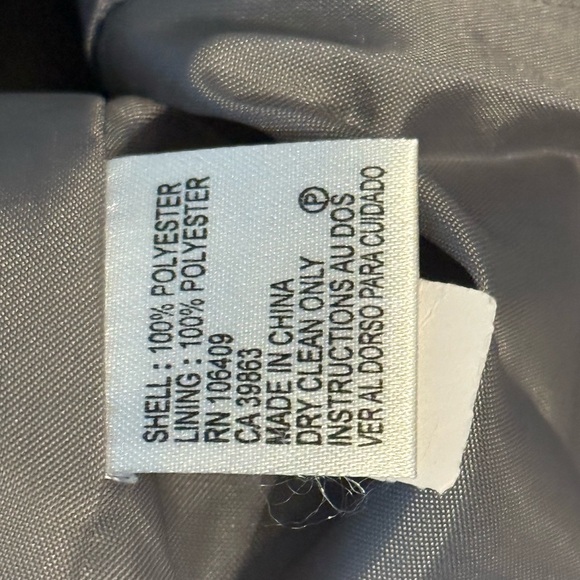 SHELL : 100% POLYESTER
LINING : 100% POLYESTER
RN 106409
CA 39863
MADE IN CHINA
DRY CLEAN ONLY Ⓟ
INSTRUCTIONS AU DOS
VER AL DORSO PARA CUIDADO